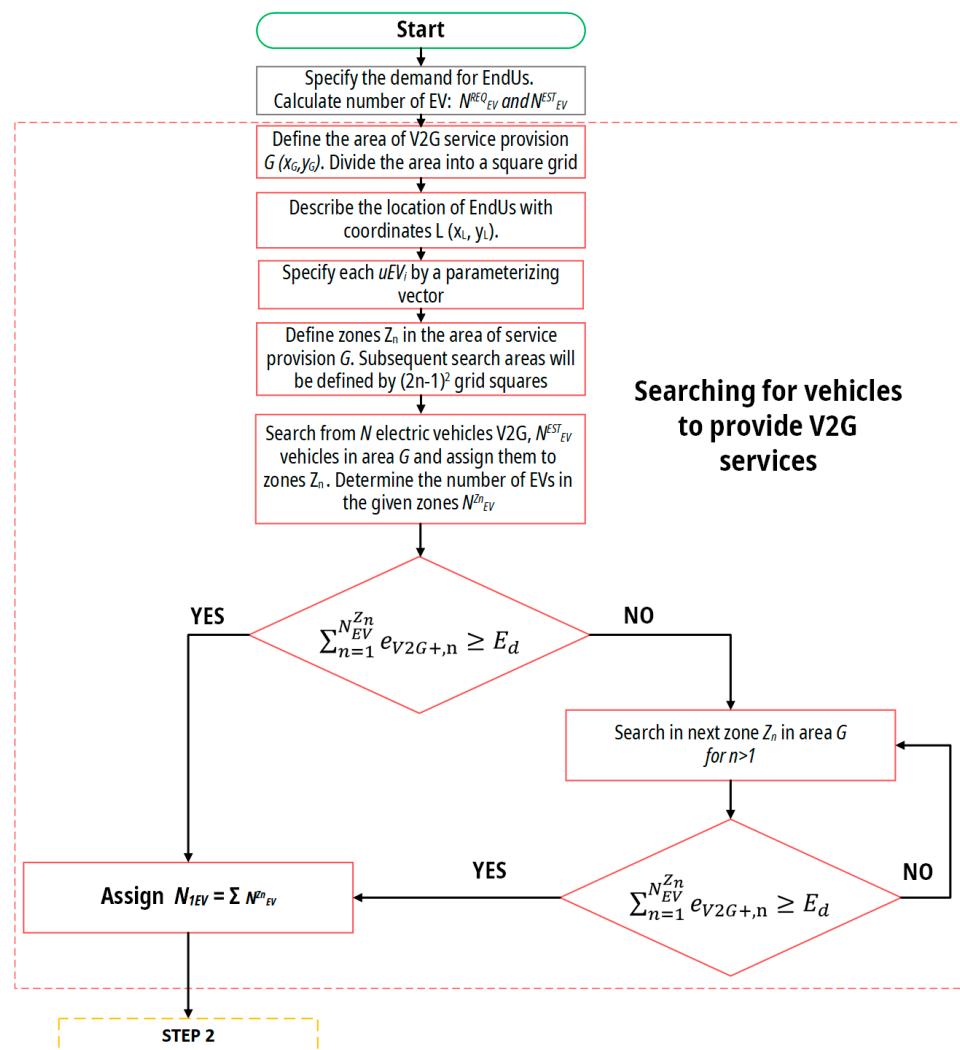 Start
Specify the demand for EndUs.
Calculate number of EV: N^REQ_EV and N^EST_EV
Define the area of V2G service provision
G (x_G,y_G). Divide the area into a square grid
Describe the location of EndUs with
coordinates L (x_L, y_L).
Specify each uEV_i by a parameterizing
vector
Define zones Z_n in the area of service
provision G. Subsequent search areas will
be defined by (2n-1)² grid squares
Searching for vehicles
to provide V2G
services
Search from N electric vehicles V2G, N^EST_EV
vehicles in area G and assign them to
zones Z_n. Determine the number of EVs in
the given zones N^Zn_EV
YES
NO
∑_{n=1}^{N_{EV}^{Zn}} e_{V2G+,n} ≥ E_d
Search in next zone Z_n in area G
for n>1
YES
NO
∑_{n=1}^{N_{EV}^{Zn}} e_{V2G+,n} ≥ E_d
Assign N_1EV = Σ N^Zn_EV
STEP 2